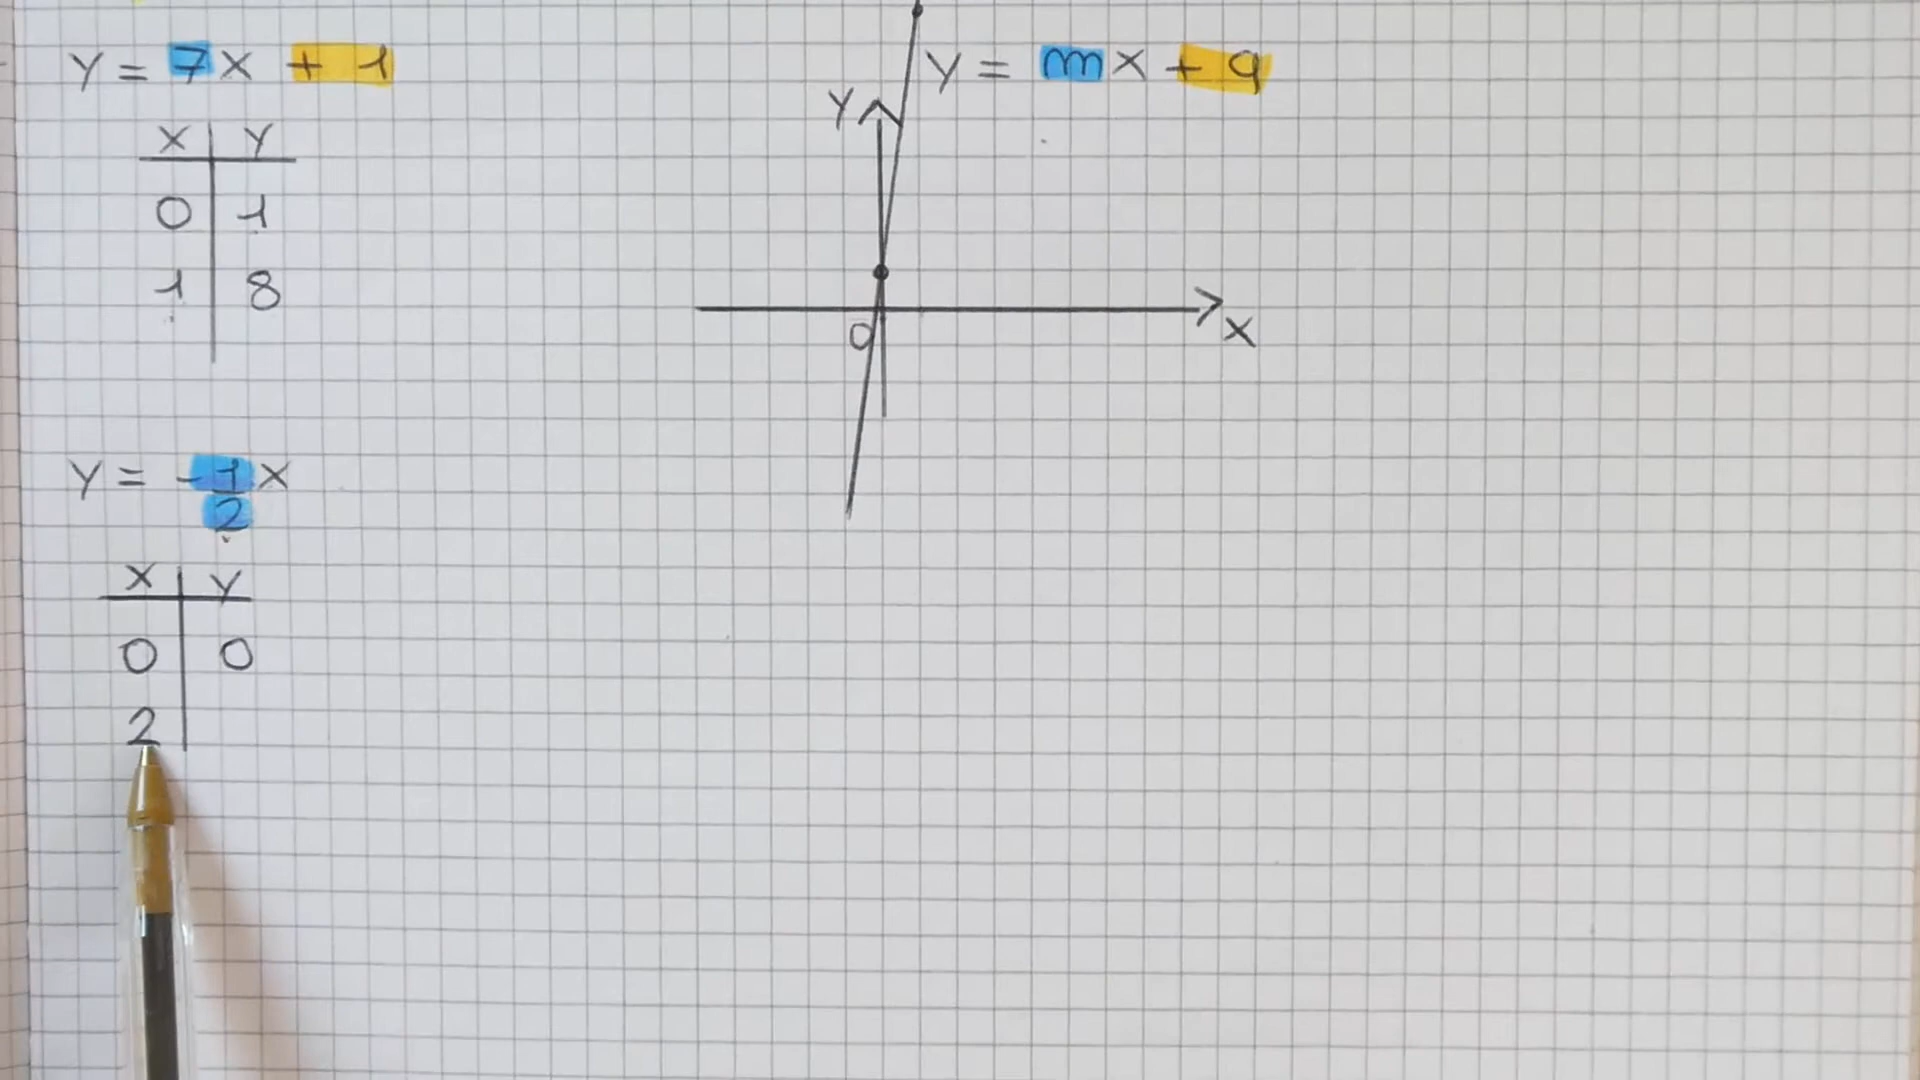 y = 7x + 1
x y
0 1
1 8
y = mx + q
y
0
x
y = -1/2 x
x y
0 0
2